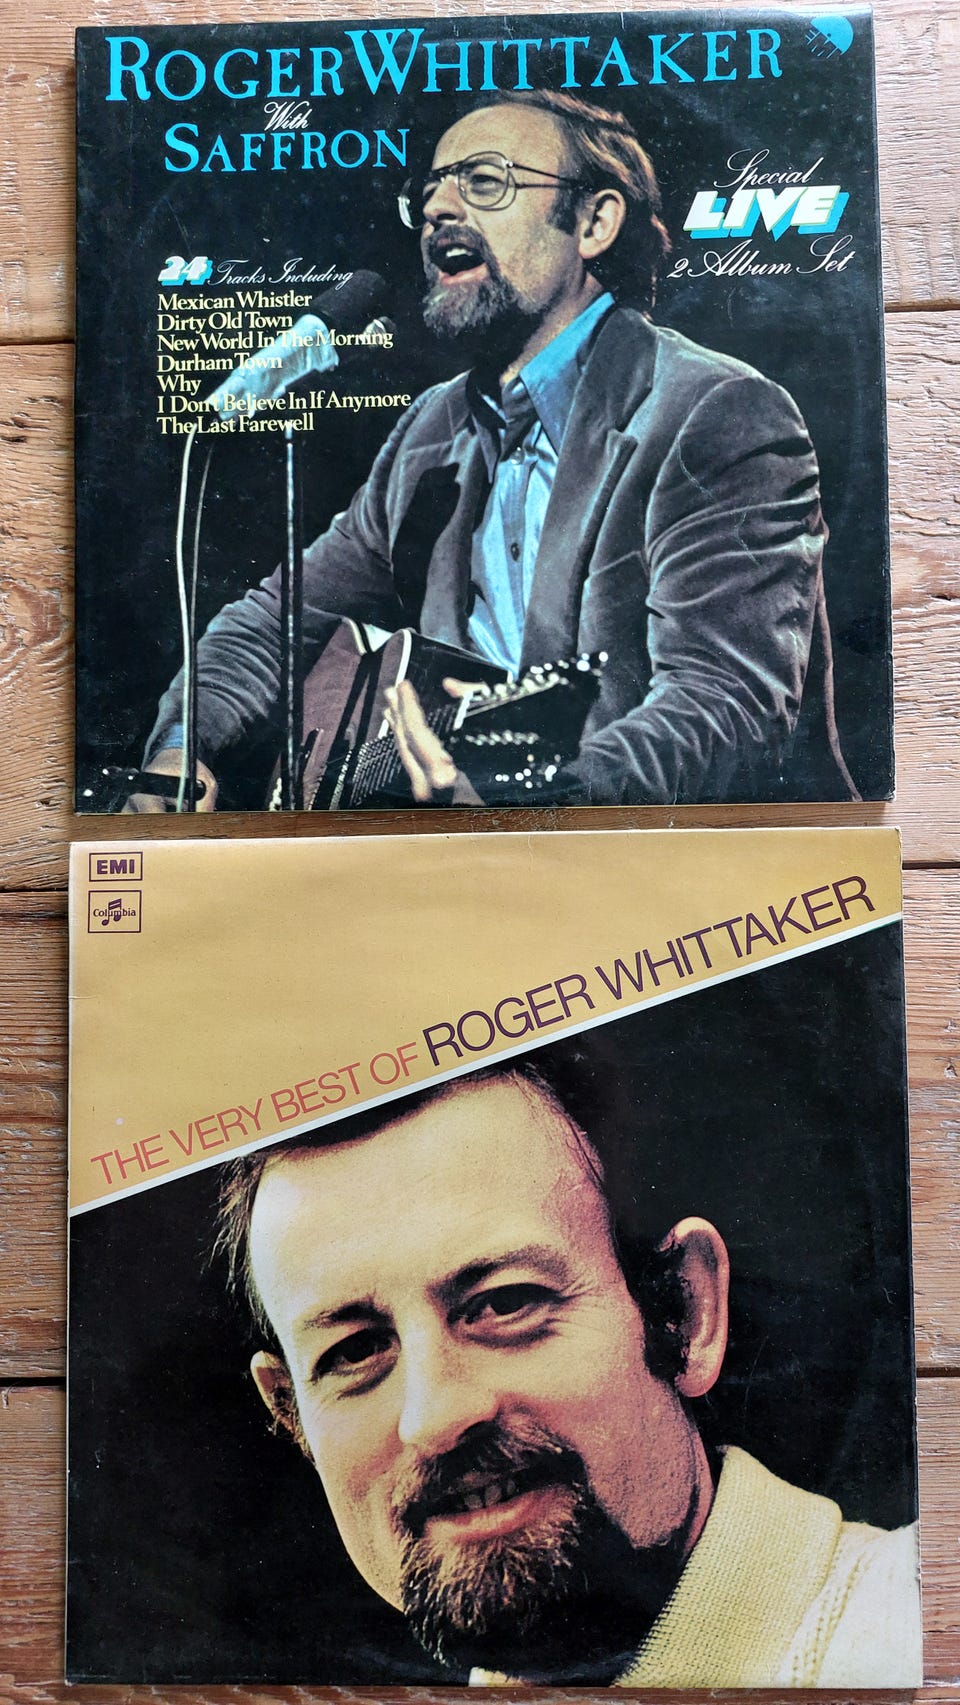 ROGER WHITTAKER
With
SAFFRON
Special
LIVE
2 Album Set
24 Tracks Including
Mexican Whistler
Dirty Old Town
New World In The Morning
Durham Town
Why
I Don't Believe In If Anymore
The Last Farewell
EMI
Columbia
THE VERY BEST OF ROGER WHITTAKER